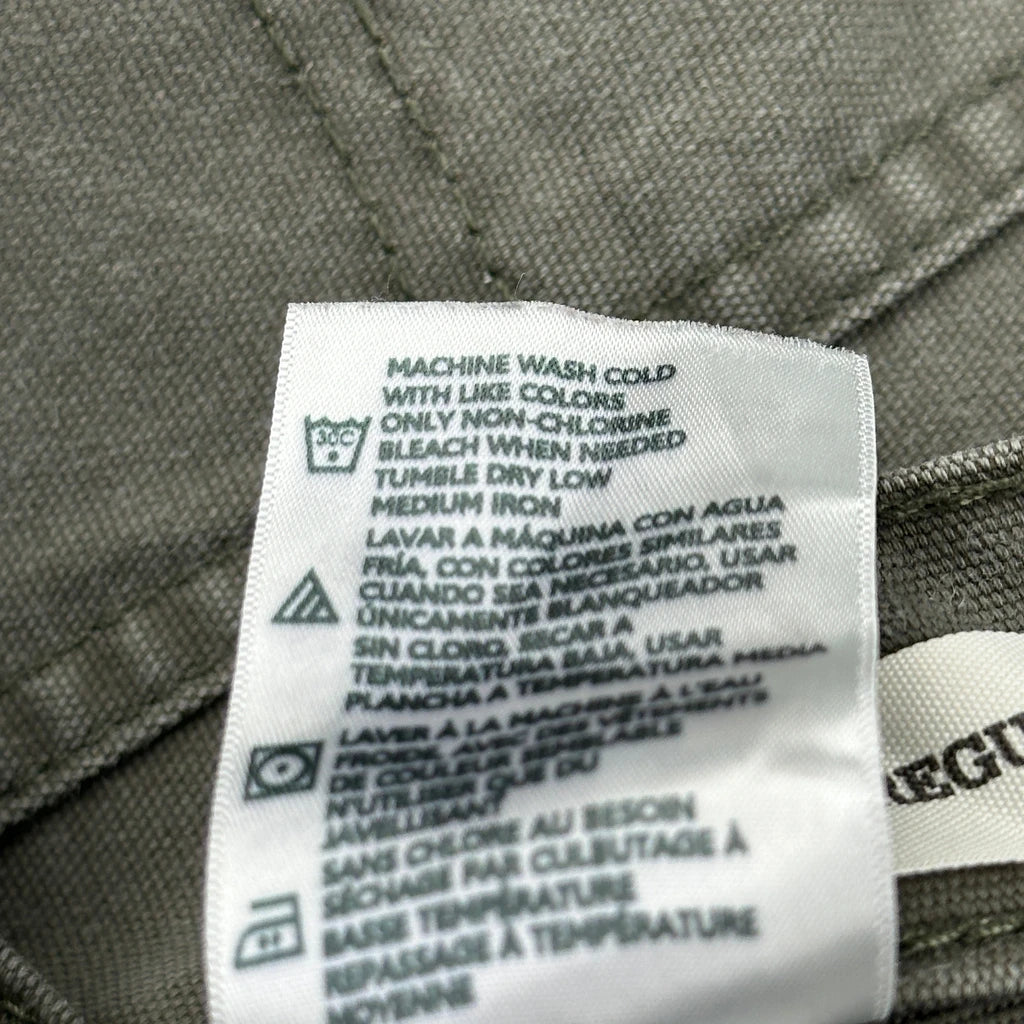 MACHINE WASH COLD
WITH LIKE COLORS
ONLY NON-CHLORINE
BLEACH WHEN NEEDED
TUMBLE DRY LOW
MEDIUM IRON
30C
LAVAR A MÁQUINA CON AGUA
FRÍA, CON COLORES SIMILARES
CUANDO SEA NECESARIO, USAR
ÚNICAMENTE BLANQUEADOR
SIN CLORO, SECAR A
TEMPERATURA BAJA, USAR
PLANCHA A TEMPERATURA MEDIA
LAVER À LA MACHINE À L'EAU
FROIDE, AVEC DES VÊTEMENTS
DE COULEUR SEMBLABLE
N'UTILISER QUE DU
JAVELLISANT
SANS CHLORE AU BESOIN
SÉCHAGE PAR CULBUTAGE À
BASSE TEMPÉRATURE
REPASSAGE À TEMPÉRATURE
MOYENNE